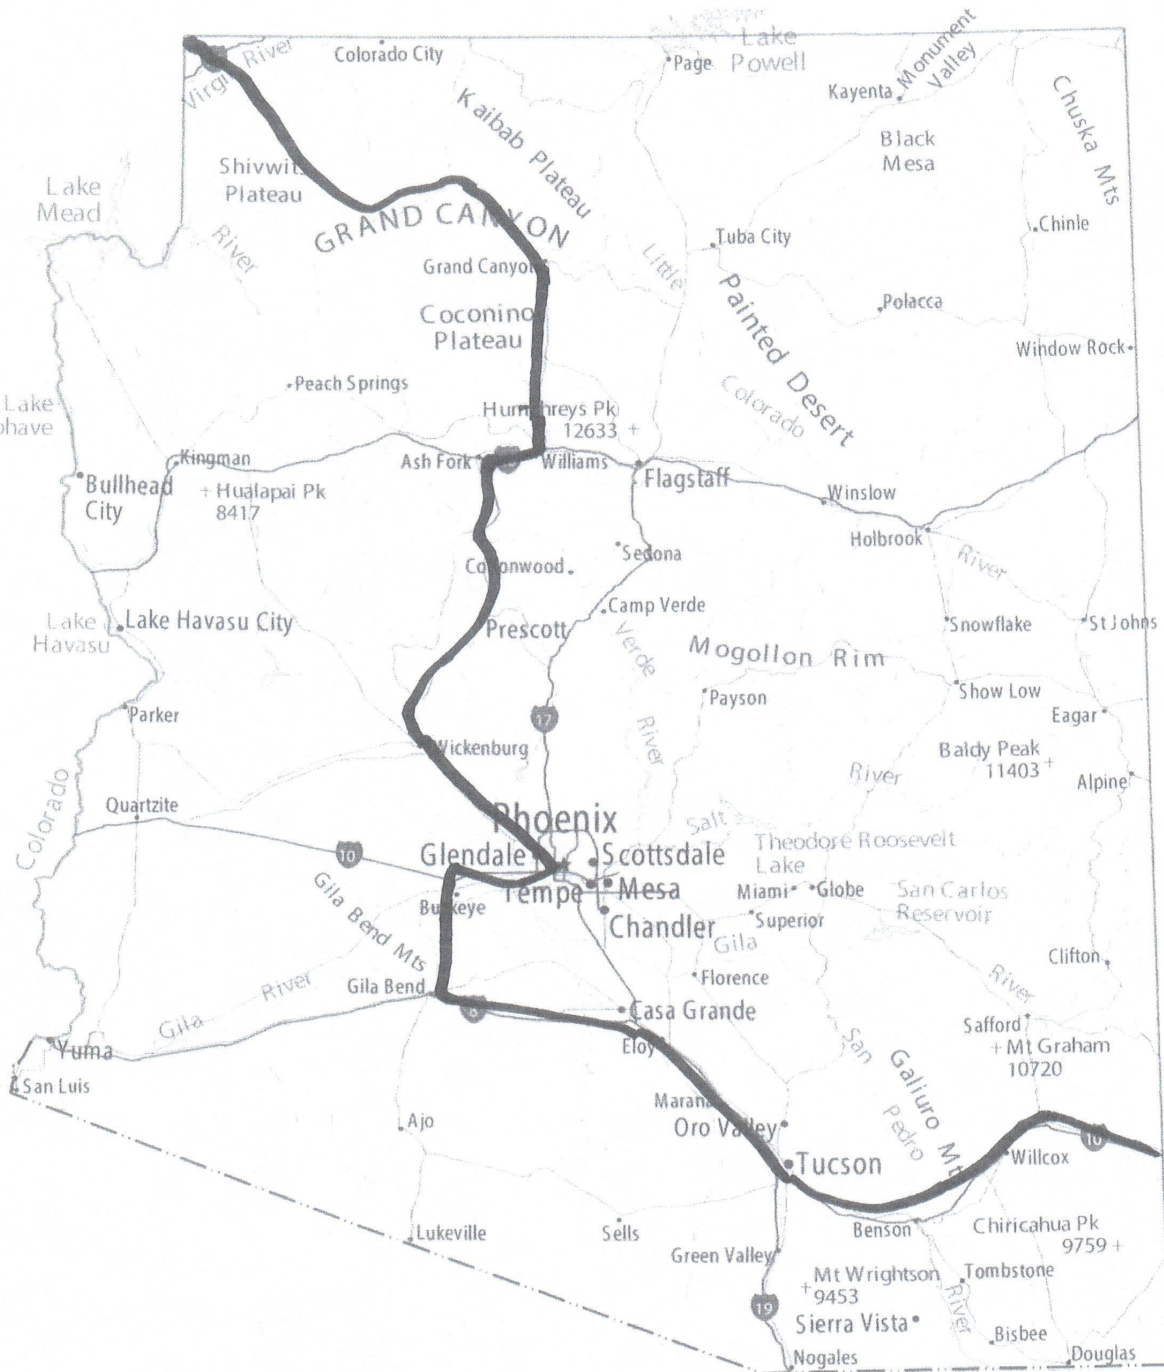 Lake
Powell
Colorado City
Page
Monument
Valley
Kayenta
Virgin River
Kaibab Plateau
Black
Mesa
Chuska Mts
Shivwits
Plateau
Lake
Mead
GRAND CANYON
River
Tuba City
Chinle
Little
Grand Canyon
Painted Desert
Polacca
Coconino
Plateau
Window Rock
Peach Springs
Colorado
Lake
ohave
Humphreys Pk
12633 +
Kingman
Ash Fork
Williams
Flagstaff
Bullhead
City
+ Hualapai Pk
8417
Winslow
Holbrook
Sedona
Cottonwood
River
Camp Verde
Lake Havasu City
Lake
Havasu
Prescott
Verde
River
Snowflake
St Johns
Mogollon Rim
Payson
Show Low
Parker
17
Eagar
Wickenburg
Baldy Peak
11403 +
River
Alpine
Colorado
Quartzite
Phoenix
Salt
10
Glendale
Scottsdale
Theodore Roosevelt
Lake
Tempe
Mesa
Miami
Globe
San Carlos
Reservoir
Buckeye
Gila Bend Mts
Chandler
Superior
Gila
Clifton
River
Gila Bend
Florence
River
8
Casa Grande
Gila
Safford
Yuma
Eloy
San
Pedro
+ Mt Graham
10720
San Luis
Galiuro Mt
Marana
Ajo
Oro Valley
10
Tucson
Willcox
Lukeville
Sells
Benson
Chiricahua Pk
9759 +
Green Valley
+ Mt Wrightson
9453
Tombstone
River
19
Sierra Vista
Bisbee
Nogales
Douglas